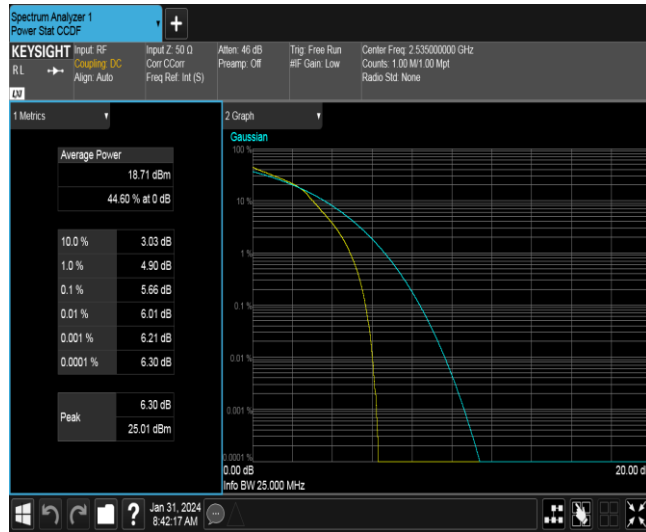 Spectrum Analyzer 1
Power Stat CCDF
+
KEYSIGHT
RL
LXI
Input: RF
Coupling: DC
Align: Auto
Input Z: 50 Ω
Corr CCorr
Freq Ref: Int (S)
Atten: 46 dB
Preamp: Off
Trig: Free Run
#IF Gain: Low
Center Freq: 2.535000000 GHz
Counts: 1.00 M/1.00 Mpt
Radio Std: None
1 Metrics
Average Power
18.71 dBm
44.60 % at 0 dB
10.0 % 3.03 dB
1.0 % 4.90 dB
0.1 % 5.66 dB
0.01 % 6.01 dB
0.001 % 6.21 dB
0.0001 % 6.30 dB
Peak
6.30 dB
25.01 dBm
2 Graph
Gaussian
100 %
10 %
1 %
0.1 %
0.01 %
0.001 %
0.0001 %
0.00 dB
20.00 d
Info BW 25.000 MHz
?
Jan 31, 2024
8:42:17 AM